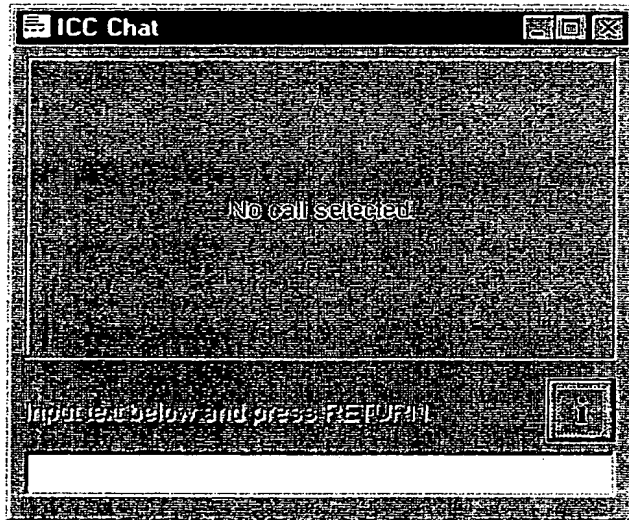 ICC Chat
No call selected
Input text below and press RETURN.
i